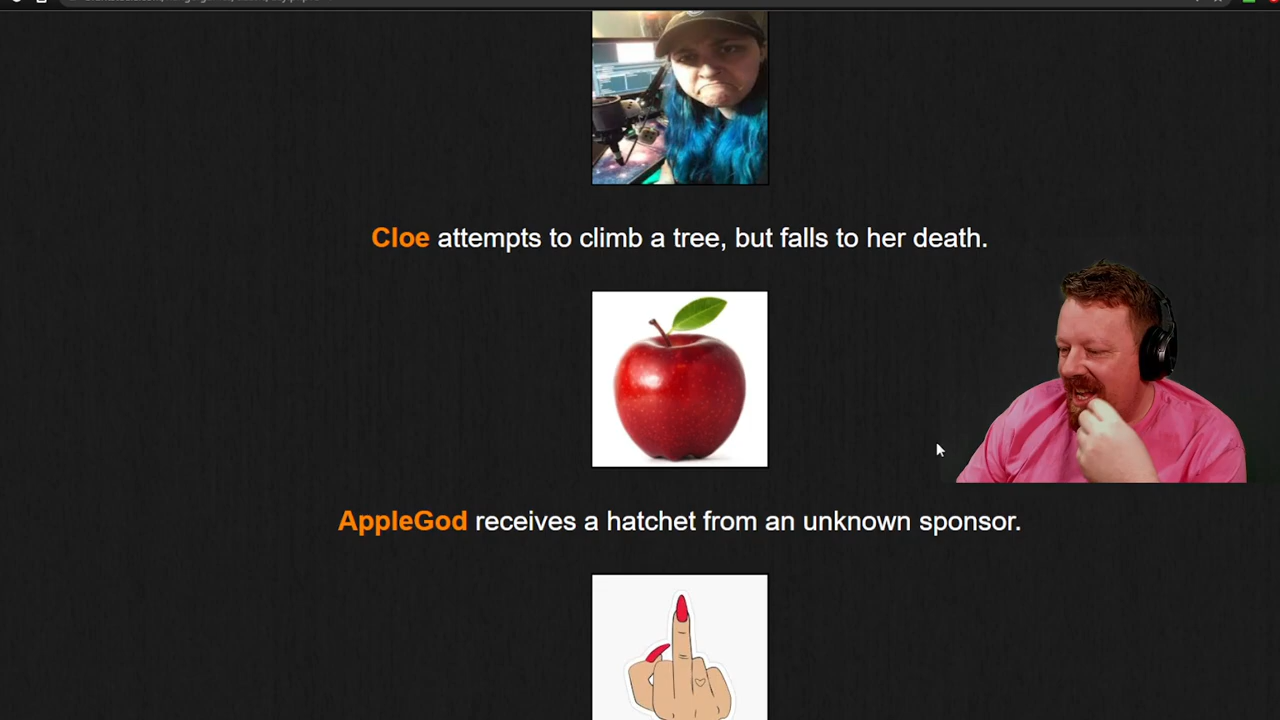 Cloe attempts to climb a tree, but falls to her death.
AppleGod receives a hatchet from an unknown sponsor.